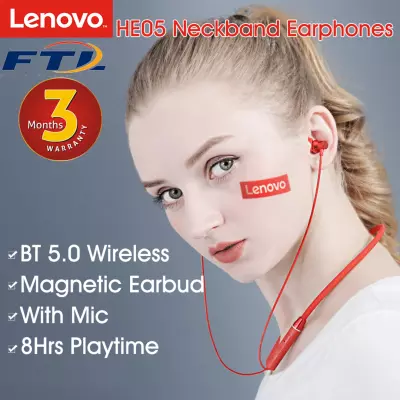 Lenovo
HE05 Neckband Earphones
FTL
3
Months
WARRANTY
Lenovo
BT 5.0 Wireless
Magnetic Earbud
With Mic
8Hrs Playtime